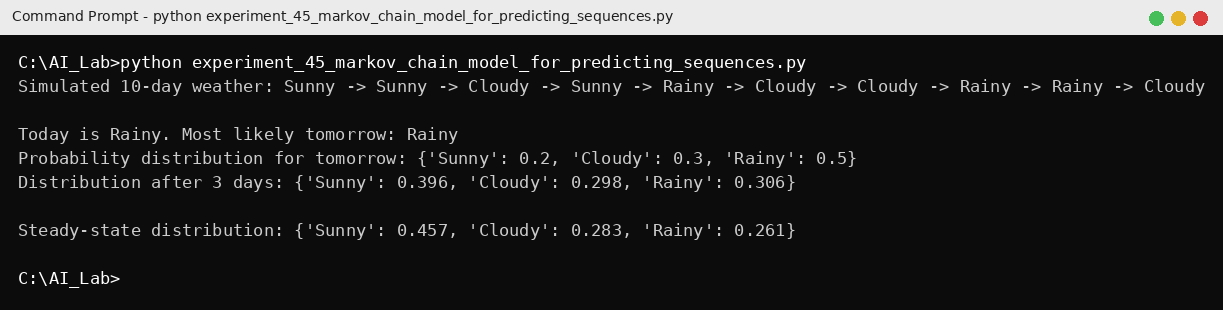 Command Prompt - python experiment_45_markov_chain_model_for_predicting_sequences.py
C:\AI_Lab>python experiment_45_markov_chain_model_for_predicting_sequences.py
Simulated 10-day weather: Sunny -> Sunny -> Cloudy -> Sunny -> Rainy -> Cloudy -> Cloudy -> Rainy -> Rainy -> Cloudy
Today is Rainy. Most likely tomorrow: Rainy
Probability distribution for tomorrow: {'Sunny': 0.2, 'Cloudy': 0.3, 'Rainy': 0.5}
Distribution after 3 days: {'Sunny': 0.396, 'Cloudy': 0.298, 'Rainy': 0.306}
Steady-state distribution: {'Sunny': 0.457, 'Cloudy': 0.283, 'Rainy': 0.261}
C:\AI_Lab>